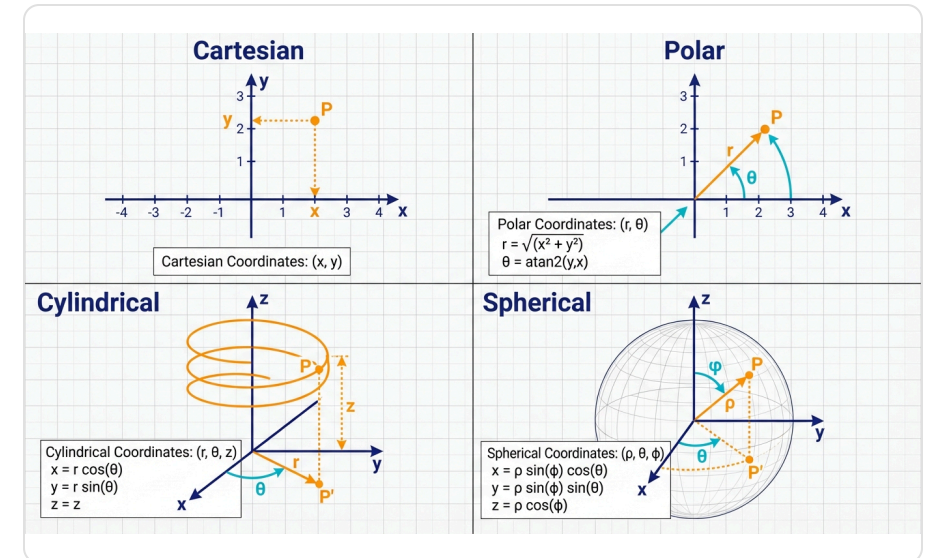 Cartesian
y
3
P
y
2
1
-4 -3 -2 -1 1 x 3 4 x
Cartesian Coordinates: (x, y)
Polar
3
P
2
r
1
θ
1 2 3 4 x
Polar Coordinates: (r, θ)
r = √(x² + y²)
θ = atan2(y,x)
Cylindrical
z
P
z
Cylindrical Coordinates: (r, θ, z)
x = r cos(θ)
y = r sin(θ)
z = z
r
y
θ
P'
x
Spherical
z
φ
P
ρ
y
Spherical Coordinates: (ρ, θ, ϕ)
x = ρ sin(ϕ) cos(θ)
y = ρ sin(ϕ) sin(θ)
z = ρ cos(ϕ)
θ
P'
x